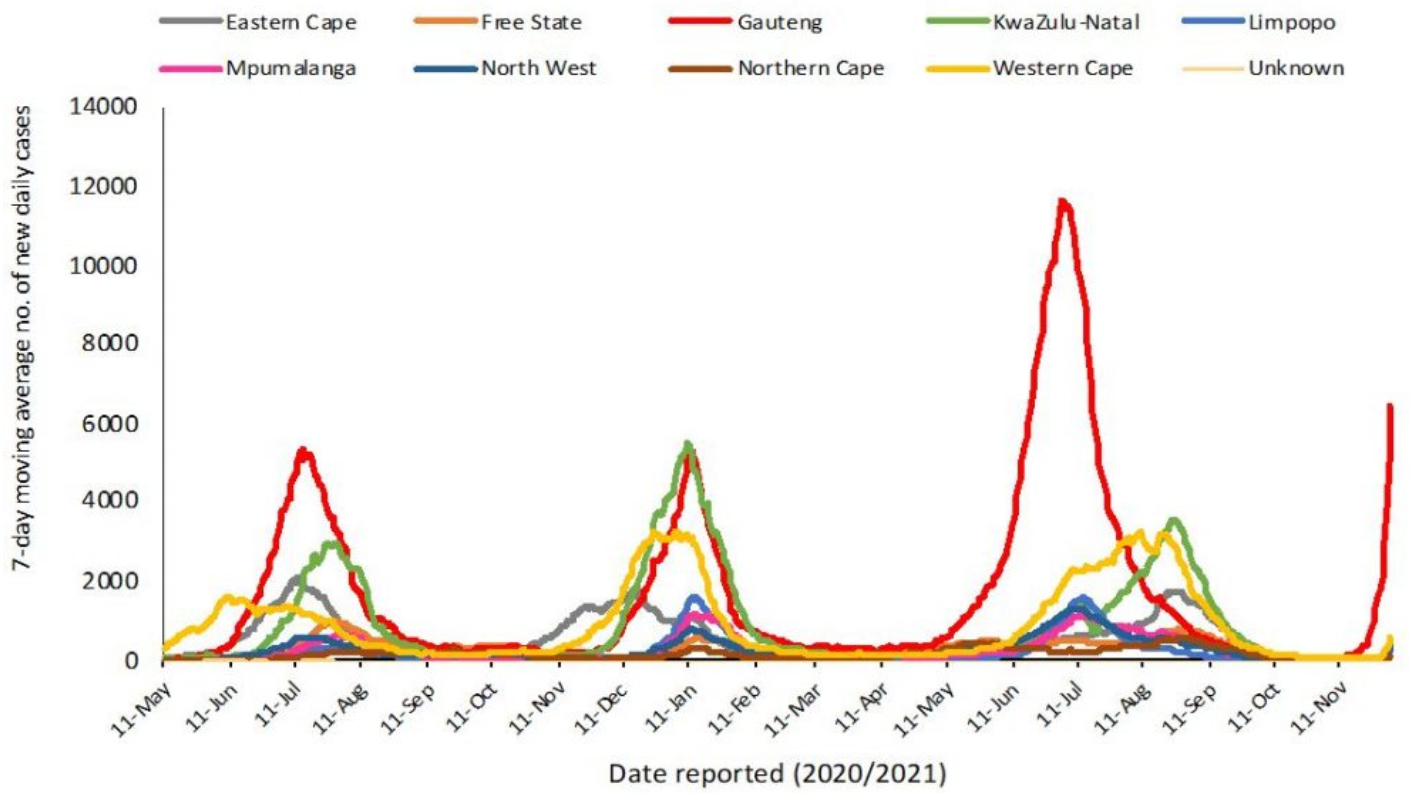 Eastern Cape Free State Gauteng KwaZulu-Natal Limpopo
Mpumalanga North West Northern Cape Western Cape Unknown
7-day moving average no. of new daily cases
14000
12000
10000
8000
6000
4000
2000
0
11-May 11-Jun 11-Jul 11-Aug 11-Sep 11-Oct 11-Nov 11-Dec 11-Jan 11-Feb 11-Mar 11-Apr 11-May 11-Jun 11-Jul 11-Aug 11-Sep 11-Oct 11-Nov
Date reported (2020/2021)